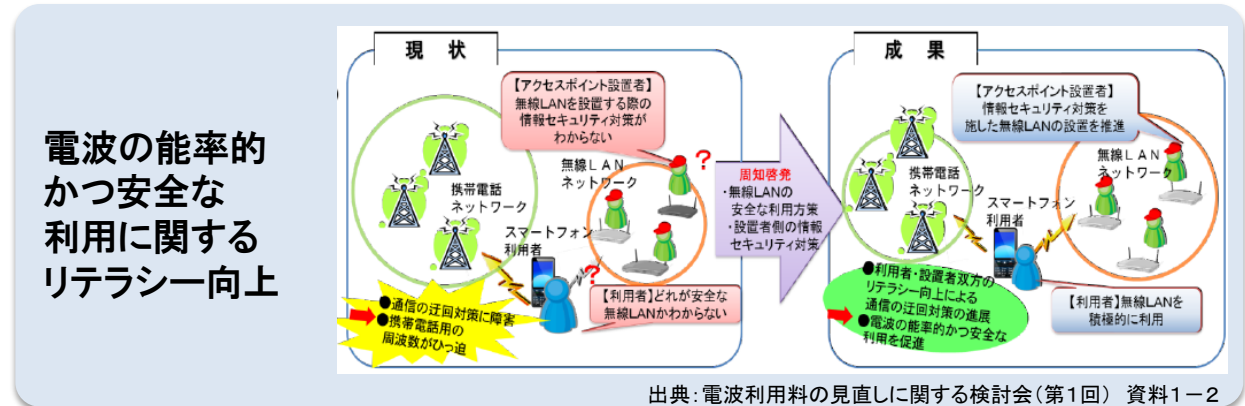 電波の能率的
かつ安全な
利用に関する
リテラシー向上
現 状
【アクセスポイント設置者】
無線LANを設置する際の
情報セキュリティ対策が
わからない
?
無線LAN
ネットワーク
携帯電話
ネットワーク
スマートフォン
利用者
?
【利用者】どれが安全な
無線LANかわからない
●通信の迂回対策に障害
●携帯電話用の
周波数がひっ迫
周知啓発
・無線LANの
安全な利用方策
・設置者側の情報
セキュリティ対策
成 果
【アクセスポイント設置者】
情報セキュリティ対策を
施した無線LANの設置を推進
無線LAN
ネットワーク
携帯電話
ネットワーク
スマートフォン
利用者
【利用者】無線LANを
積極的に利用
●利用者・設置者双方の
リテラシー向上による
通信の迂回対策の進展
●電波の能率的かつ安全な
利用を促進
出典:電波利用料の見直しに関する検討会(第1回) 資料1-2